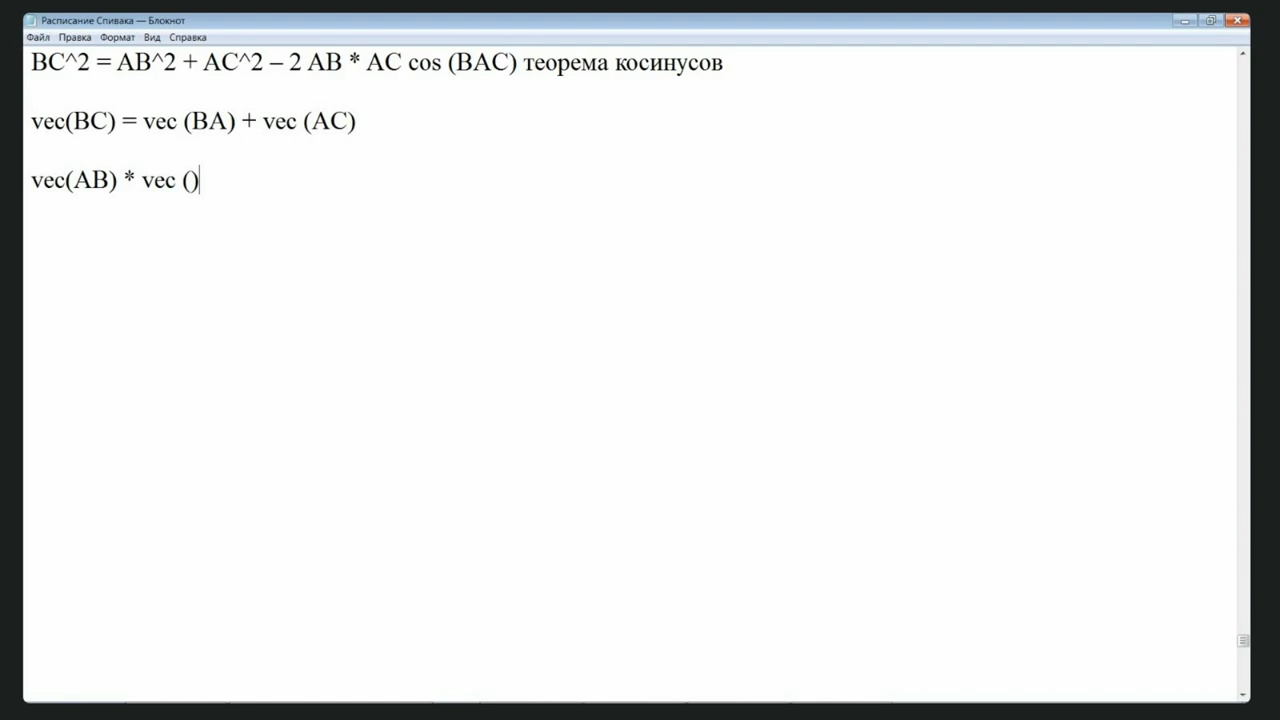 Расписание Спивака — Блокнот
Файл Правка Формат Вид Справка
BC^2 = AB^2 + AC^2 – 2 AB * AC cos (BAC) теорема косинусов
vec(BC) = vec (BA) + vec (AC)
vec(AB) * vec ()